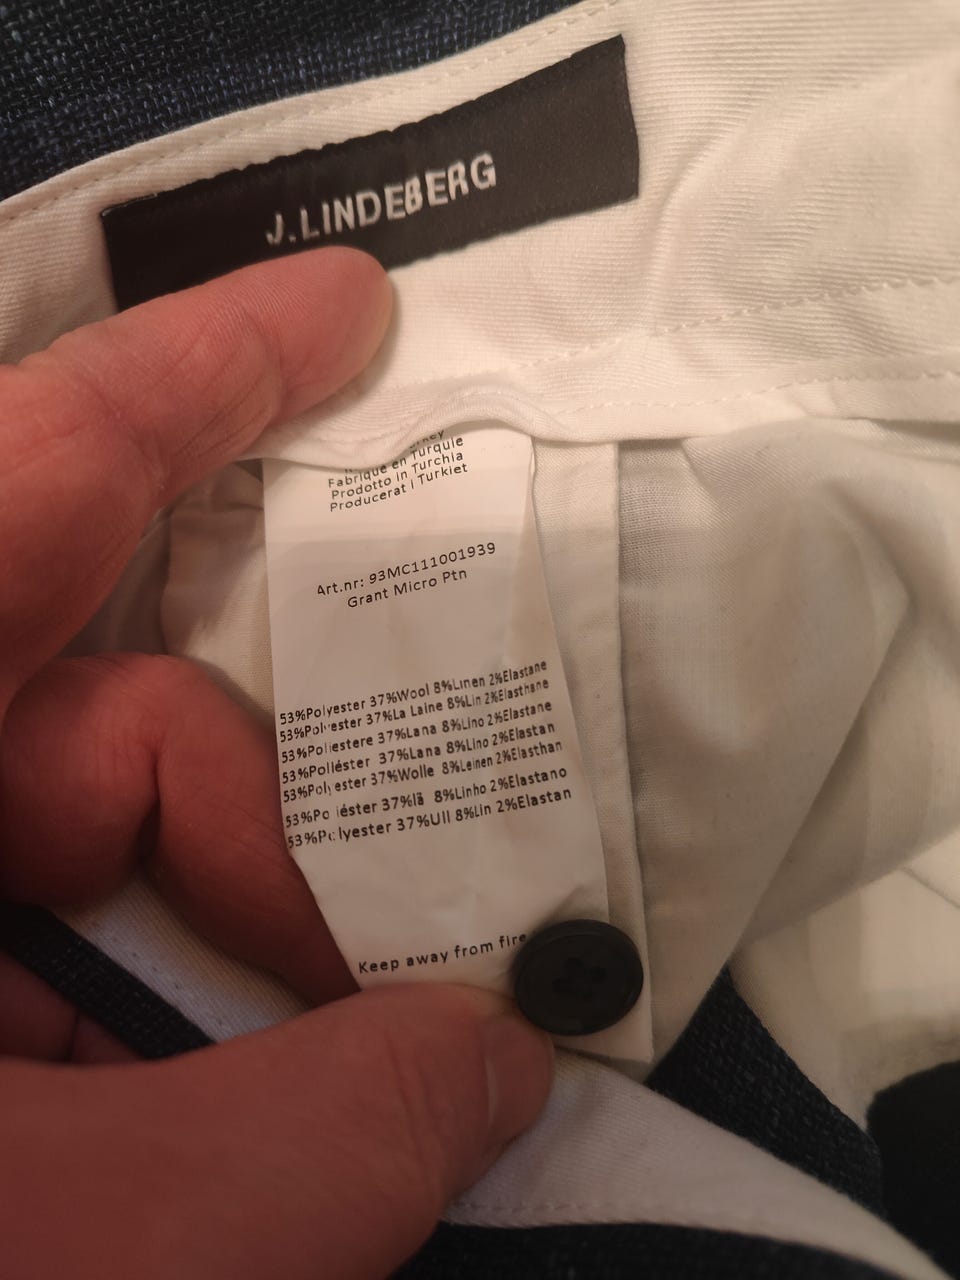 J.LINDEBERG
Fabriqué en Turquie
Prodotto in Turchia
Producerat i Turkiet
Art.nr: 93MC111001939
Grant Micro Ptn
53%Polyester 37%Wool 8%Linen 2%Elastane
53%Polyester 37%La Laine 8%Lin 2%Elasthane
53%Poliestere 37%Lana 8%Lino 2%Elastane
53%Poliéster 37%Lana 8%Lino 2%Elastan
53%Polyester 37%Wolle 8%Leinen 2%Elasthan
53%Poliéster 37%lã 8%Linho 2%Elastano
53%Polyester 37%Ull 8%Lin 2%Elastan
Keep away from fire